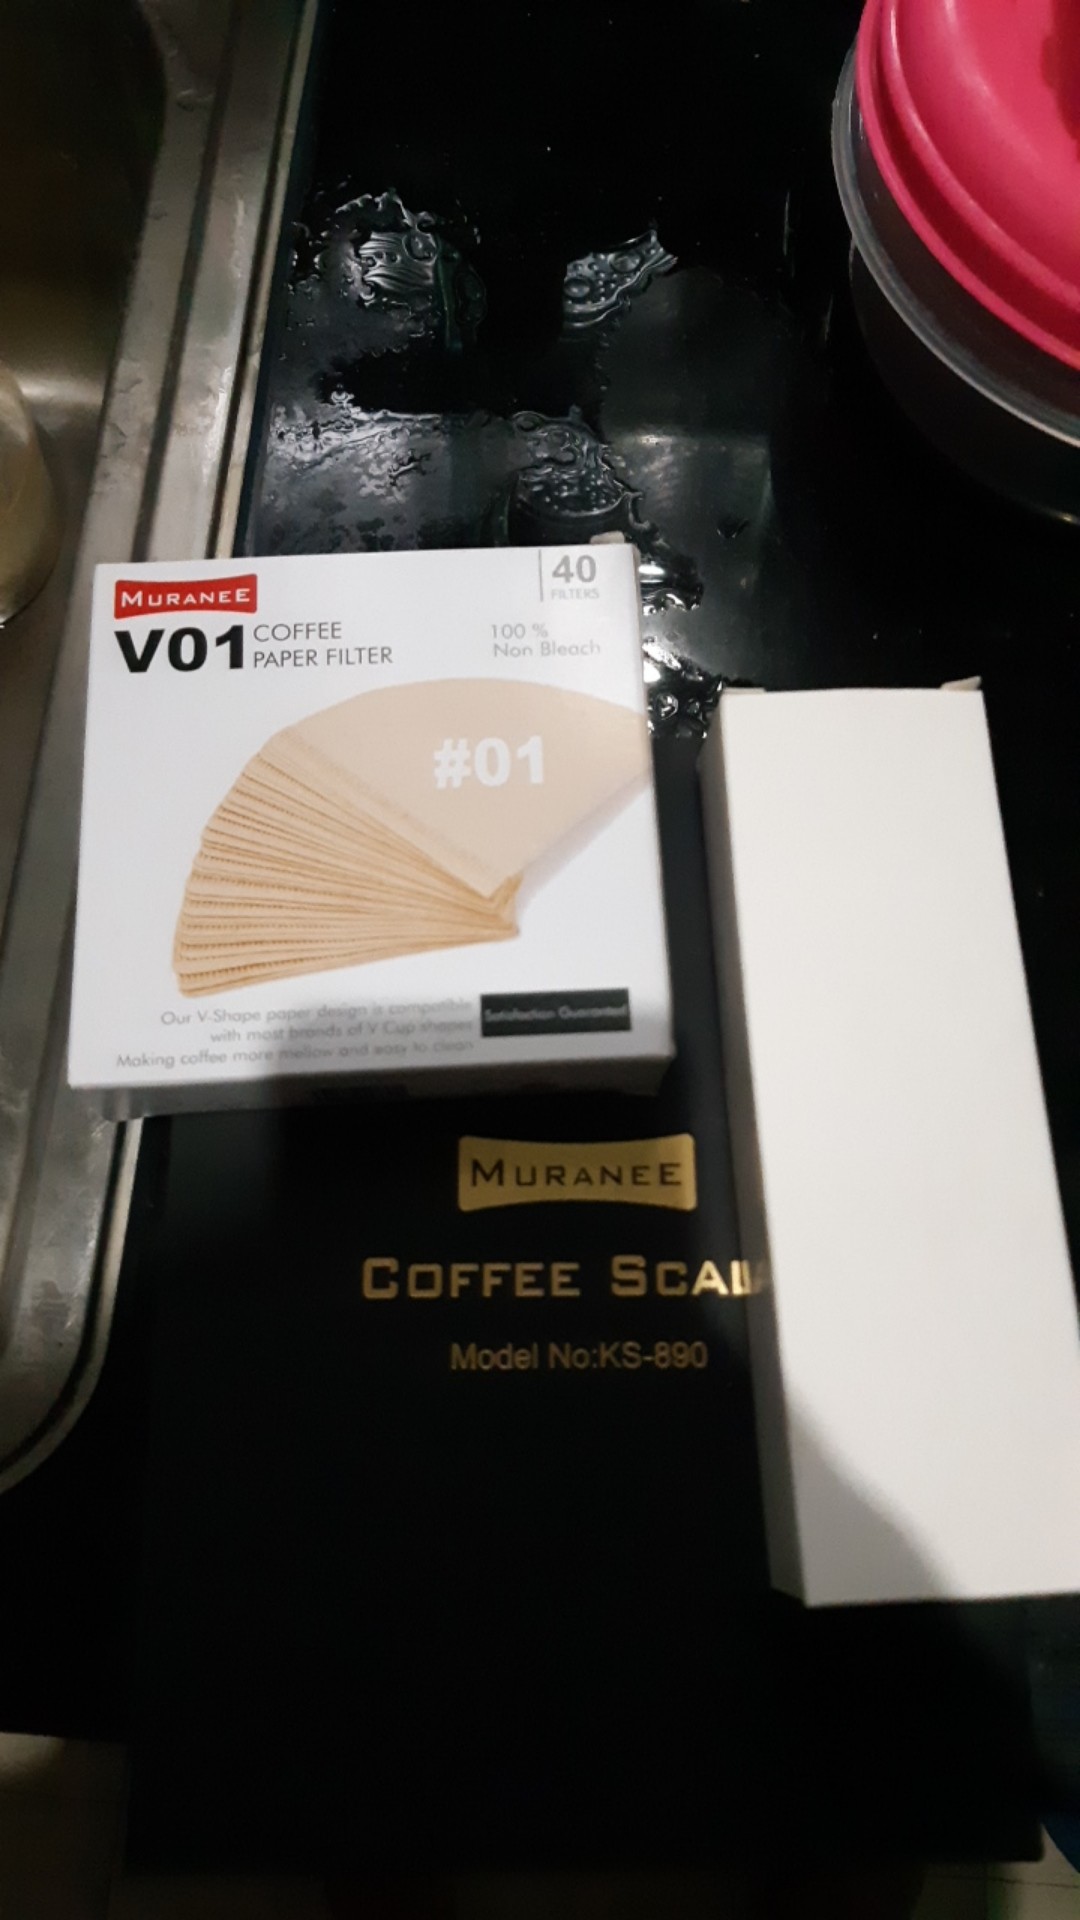 MURANEE
40
FILTERS
V01 COFFEE
PAPER FILTER
100 %
Non Bleach
#01
Our V-Shape paper design is compatible
with most brands of V Cup shapes
Making coffee more mellow and easy to clean
Satisfaction Guaranteed
MURANEE
COFFEE SCAL
Model No:KS-890